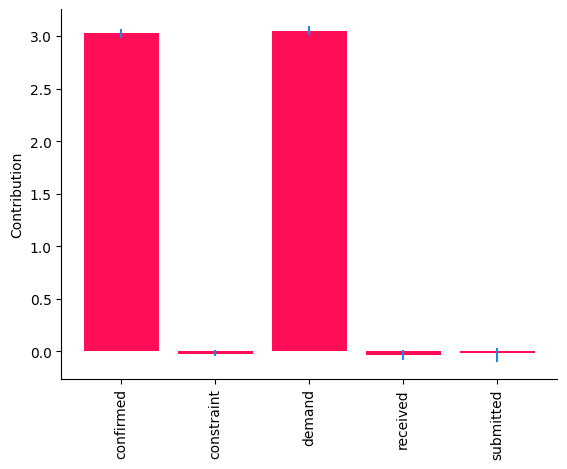 3.0
2.5
2.0
1.5
1.0
0.5
0.0
Contribution
confirmed
constraint
demand
received
submitted